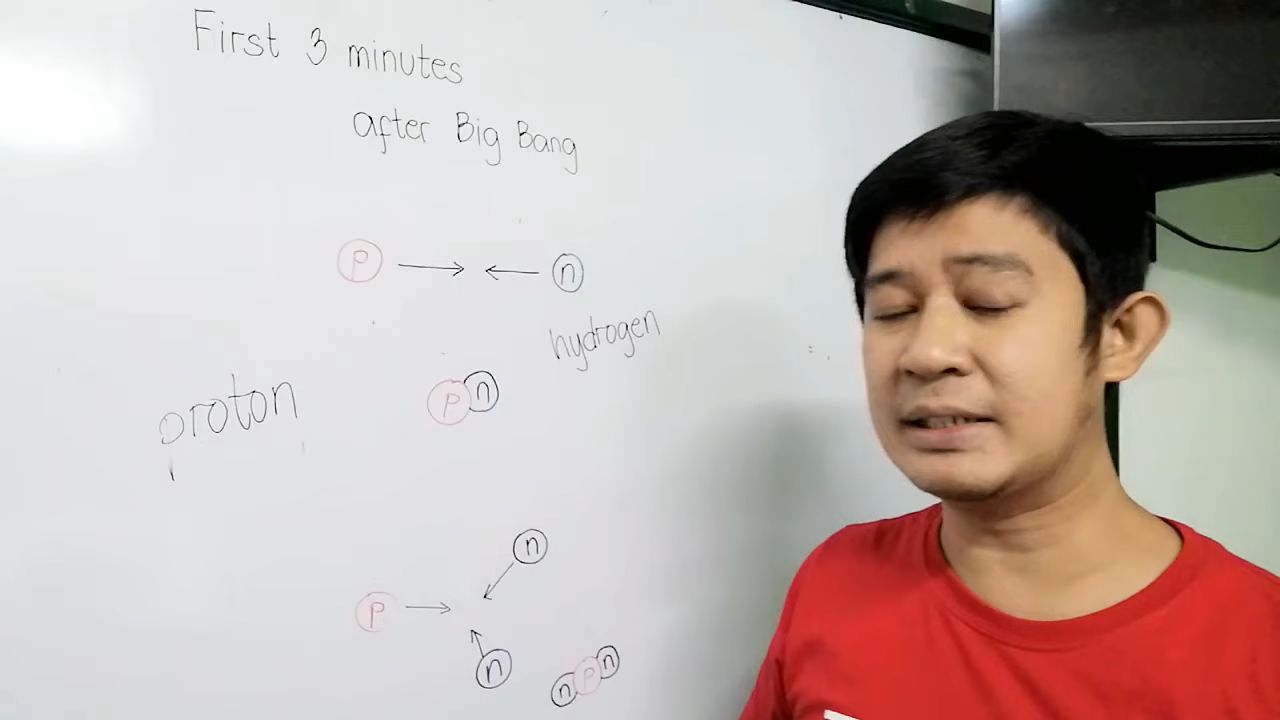 First 3 minutes
after Big Bang
p n
hydrogen
proton
p n
n
p
n
n p n